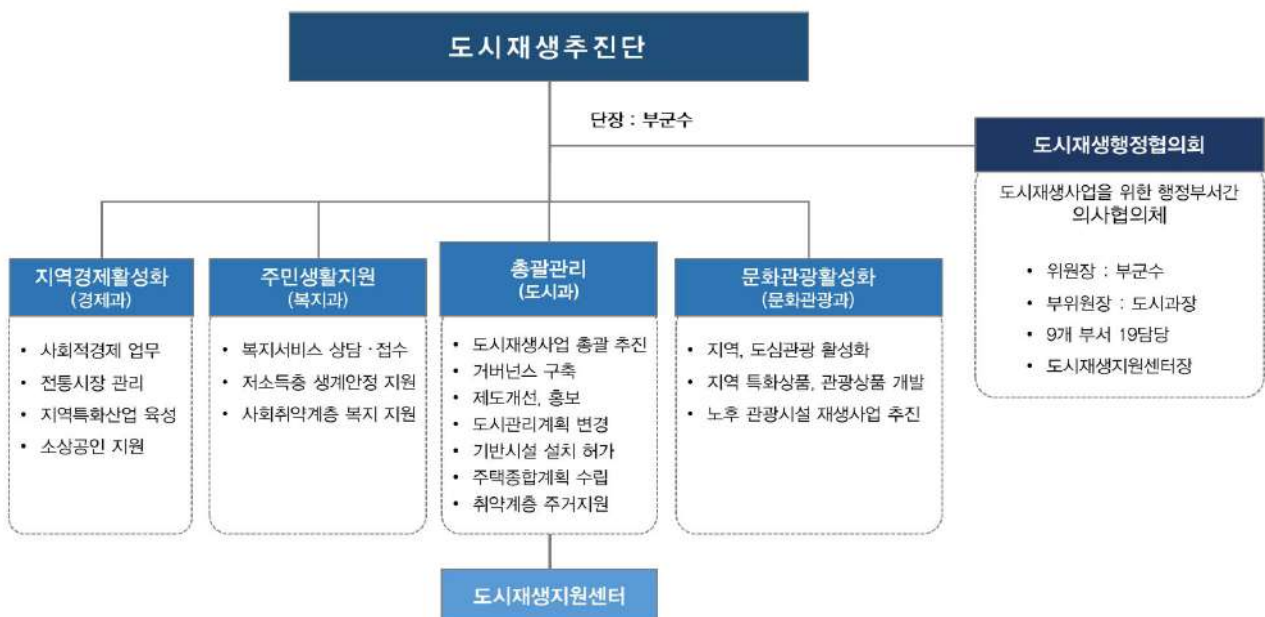 도시재생추진단
단장 : 부군수
도시재생행정협의회
도시재생사업을 위한 행정부서간
의사협의체
• 위원장 : 부군수
• 부위원장 : 도시과장
• 9개 부서 19담당
• 도시재생지원센터장
지역경제활성화
(경제과)
• 사회적경제 업무
• 전통시장 관리
• 지역특화산업 육성
• 소상공인 지원
주민생활지원
(복지과)
• 복지서비스 상담 · 접수
• 저소득층 생계안정 지원
• 사회취약계층 복지 지원
총괄관리
(도시과)
• 도시재생사업 총괄 추진
• 거버넌스 구축
• 제도개선, 홍보
• 도시관리계획 변경
• 기반시설 설치 허가
• 주택종합계획 수립
• 취약계층 주거지원
문화관광활성화
(문화관광과)
• 지역, 도심관광 활성화
• 지역 특화상품, 관광상품 개발
• 노후 관광시설 재생사업 추진
도시재생지원센터